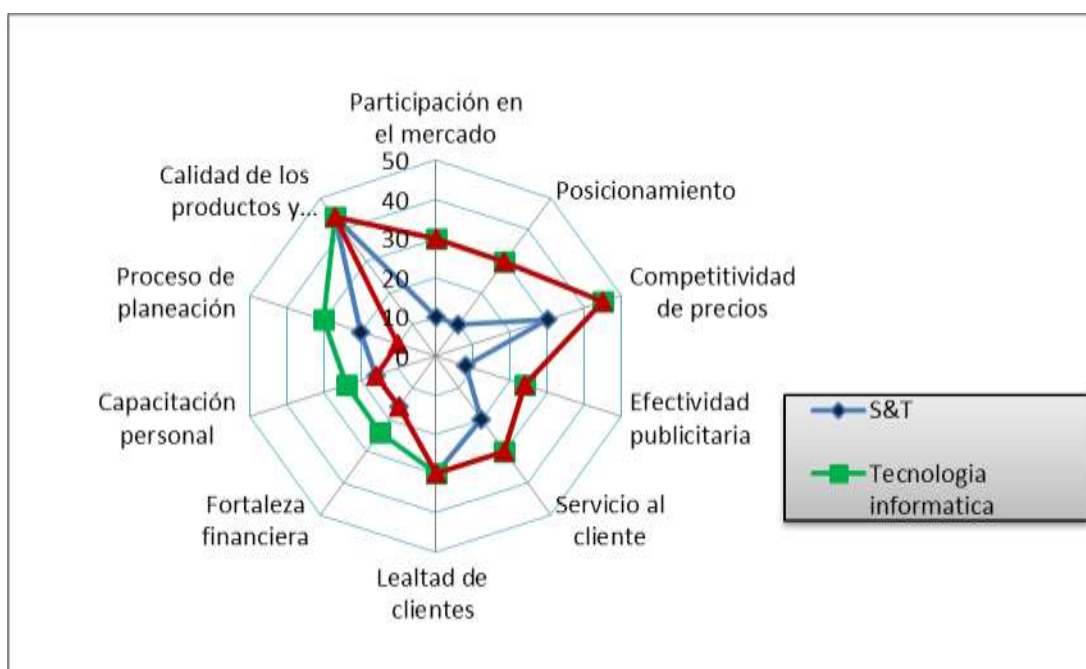 Participación en
el mercado
50
40
30
20
10
0
Posicionamiento
Competitividad
de precios
Efectividad
publicitaria
Servicio al
cliente
Lealtad de
clientes
Fortaleza
financiera
Capacitación
personal
Proceso de
planeación
Calidad de los
productos y...
S&T
Tecnologia
informatica